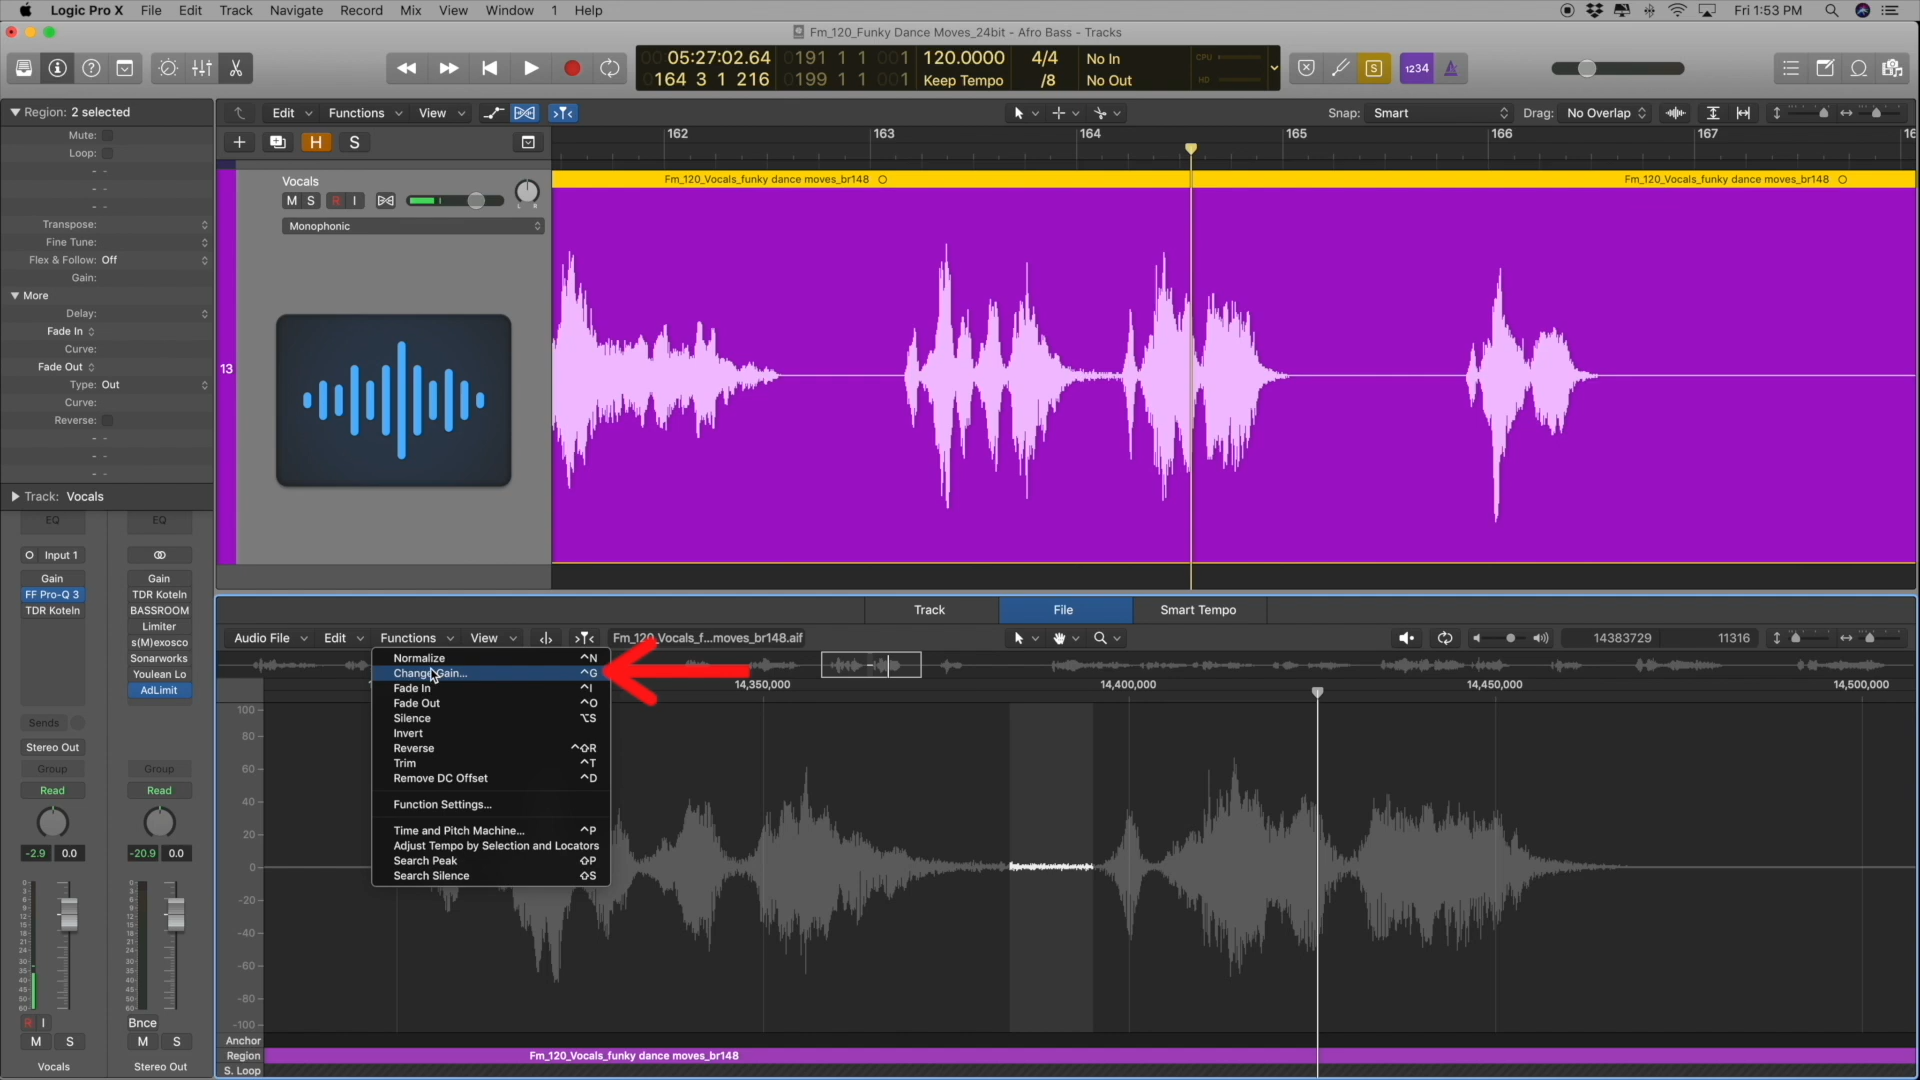 Logic Pro X File Edit Track Navigate Record Mix View Window 1 Help Fri 1:53 PM
Fm_120_Funky Dance Moves_24bit - Afro Bass - Tracks
05:27:02.64 0191 1 1 001 120.0000 4/4 No In CPU
164 3 1 216 0199 1 1 001 Keep Tempo /8 No Out HD
1234
Region: 2 selected
Edit Functions View Snap: Smart Drag: No Overlap
Mute:
Loop:
H S
162 163 164 165 166 167 16
Transpose:
Fine Tune:
Flex & Follow: Off
Gain:
More
Delay:
Fade In
Curve:
Fade Out
Type: Out
Curve:
Reverse:
Vocals
M S R I
L R
Monophonic
13
Fm_120_Vocals_funky dance moves_br148
Fm_120_Vocals_funky dance moves_br148
Track: Vocals
EQ EQ
Input 1
Gain Gain
FF Pro-Q 3 TDR Koteln
TDR Koteln BASSROOM
Limiter
s(M)exosco
Sonarworks
Youlean Lo
AdLimit
Sends
Stereo Out
Group Group
Read Read
-2.9 0.0 -20.9 0.0
R I Bnce
M S M S
Vocals Stereo Out
Track File Smart Tempo
Audio File Edit Functions View Fm_120_Vocals_f...moves_br148.aif 14383729 11316
Normalize ^N
Change Gain... ^G
Fade In ^I
Fade Out ^O
Silence ⌥S
Invert
Reverse ^⇧R
Trim ^T
Remove DC Offset ^D
Function Settings...
Time and Pitch Machine... ^P
Adjust Tempo by Selection and Locators
Search Peak ⇧P
Search Silence ⇧S
14,350,000 14,400,000 14,450,000 14,500,000
100
80
60
40
20
0
-20
-40
-60
-80
-100
Anchor
Region Fm_120_Vocals_funky dance moves_br148
S. Loop